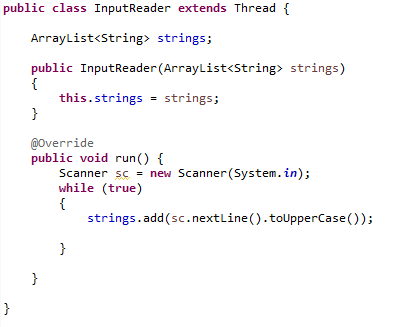 public class InputReader extends Thread {
ArrayList<String> strings;
public InputReader(ArrayList<String> strings)
{
this.strings = strings;
}
@Override
public void run() {
Scanner sc = new Scanner(System.in);
while (true)
{
strings.add(sc.nextLine().toUpperCase());
}
}
}